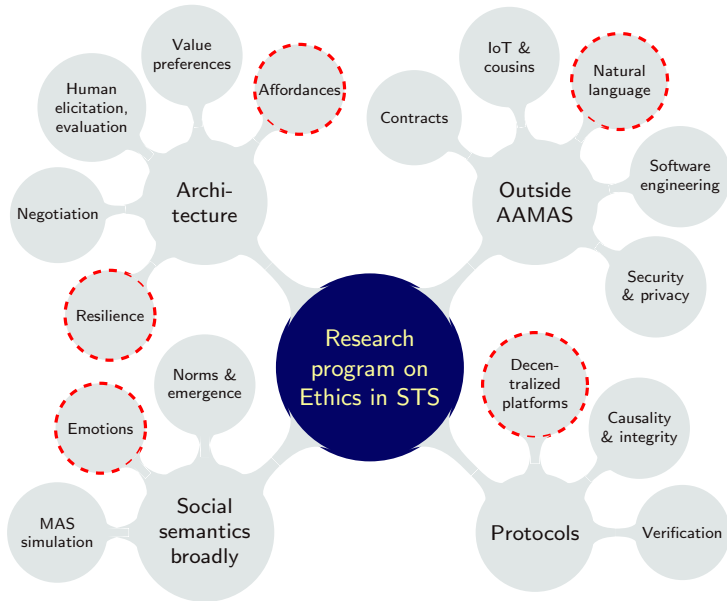 Value
preferences
Affordances
Human
elicitation,
evaluation
Archi-
tecture
Negotiation
Resilience
IoT &
cousins
Natural
language
Contracts
Outside
AAMAS
Software
engineering
Security
& privacy
Research
program on
Ethics in STS
Norms &
emergence
Emotions
MAS
simulation
Social
semantics
broadly
Decen-
tralized
platforms
Causality
& integrity
Protocols
Verification